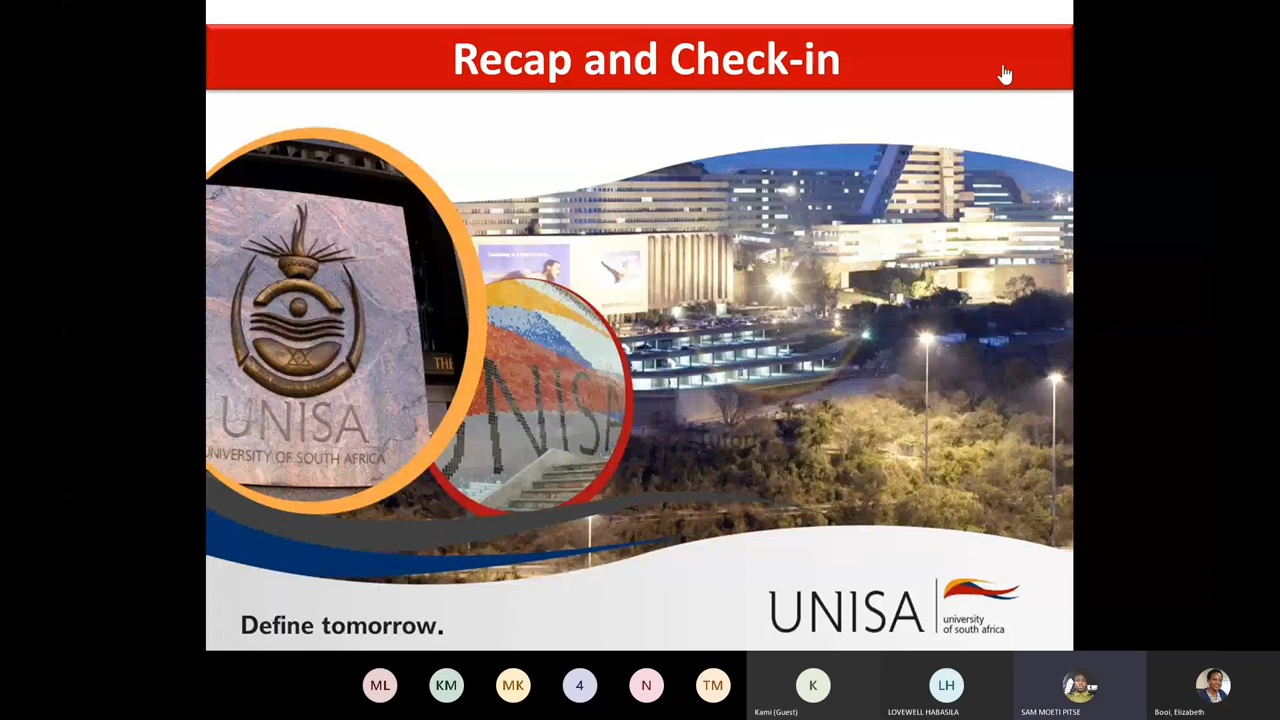 Recap and Check-in
UNISA
UNIVERSITY OF SOUTH AFRICA
THE
UNISA
Define tomorrow.
UNISA
university
of south africa
ML
KM
MK
4
N
TM
K
LH
Kami (Guest)
LOVEWELL HABASILA
SAM MOETI PITSE
Booi, Elizabeth